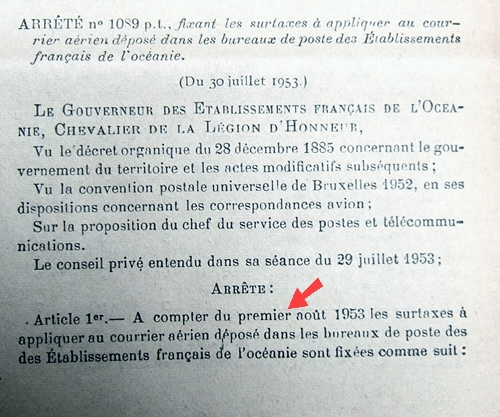 ARRÊTÉ nº 1089 p.t., fixant les surtaxes à appliquer au cour-
rier aérien déposé dans les bureaux de poste des Établissements
français de l'océanie.
(Du 30 juillet 1953.)
LE GOUVERNEUR DES ETABLISSEMENTS FRANÇAIS DE L'OCÉA-
NIE, CHEVALIER DE LA LÉGION D'HONNEUR,
Vu le décret organique du 28 décembre 1885 concernant le gou-
vernement du territoire et les actes modificatifs subséquents ;
Vu la convention postale universelle de Bruxelles 1952, en ses
dispositions concernant les correspondances avion ;
Sur la proposition du chef du service des postes et télécommu-
nications.
Le conseil privé entendu dans sa séance du 29 juillet 1953 ;
ARRÊTE :
Article 1er.— A compter du premier août 1953 les surtaxes à
appliquer au courrier aérien déposé dans les bureaux de poste des
des Établissements français de l'océanie sont fixées comme suit :